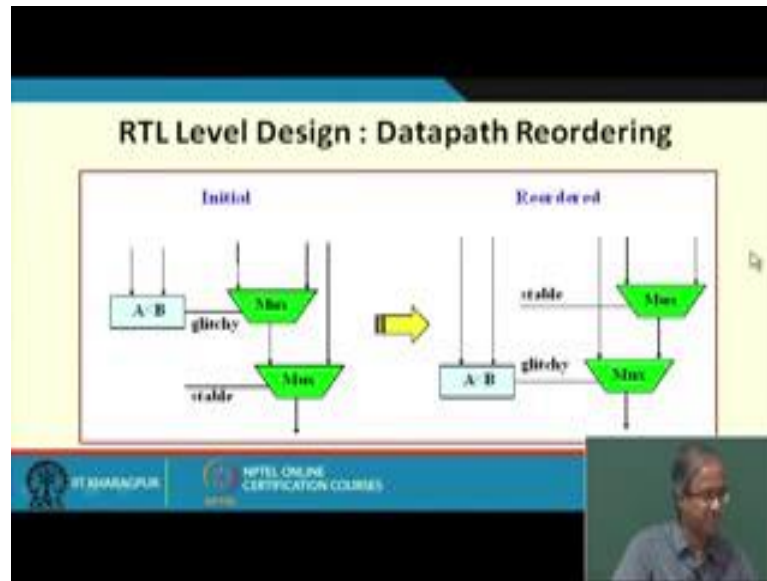 RTL Level Design : Datapath Reordering
Initial
Reordered
A<B
glitchy
Mux
stable
Mux
stable
Mux
A<B
glitchy
Mux
IIT KHARAGPUR
NPTEL ONLINE
CERTIFICATION COURSES
NPTEL